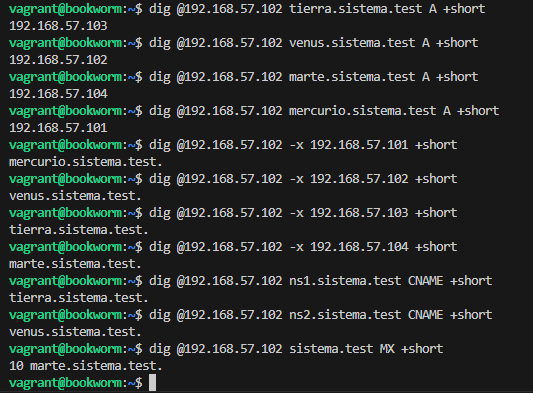 vagrant@bookworm:~$ dig @192.168.57.102 tierra.sistema.test A +short
192.168.57.103
vagrant@bookworm:~$ dig @192.168.57.102 venus.sistema.test A +short
192.168.57.102
vagrant@bookworm:~$ dig @192.168.57.102 marte.sistema.test A +short
192.168.57.104
vagrant@bookworm:~$ dig @192.168.57.102 mercurio.sistema.test A +short
192.168.57.101
vagrant@bookworm:~$ dig @192.168.57.102 -x 192.168.57.101 +short
mercurio.sistema.test.
vagrant@bookworm:~$ dig @192.168.57.102 -x 192.168.57.102 +short
venus.sistema.test.
vagrant@bookworm:~$ dig @192.168.57.102 -x 192.168.57.103 +short
tierra.sistema.test.
vagrant@bookworm:~$ dig @192.168.57.102 -x 192.168.57.104 +short
marte.sistema.test.
vagrant@bookworm:~$ dig @192.168.57.102 ns1.sistema.test CNAME +short
tierra.sistema.test.
vagrant@bookworm:~$ dig @192.168.57.102 ns2.sistema.test CNAME +short
venus.sistema.test.
vagrant@bookworm:~$ dig @192.168.57.102 sistema.test MX +short
10 marte.sistema.test.
vagrant@bookworm:~$